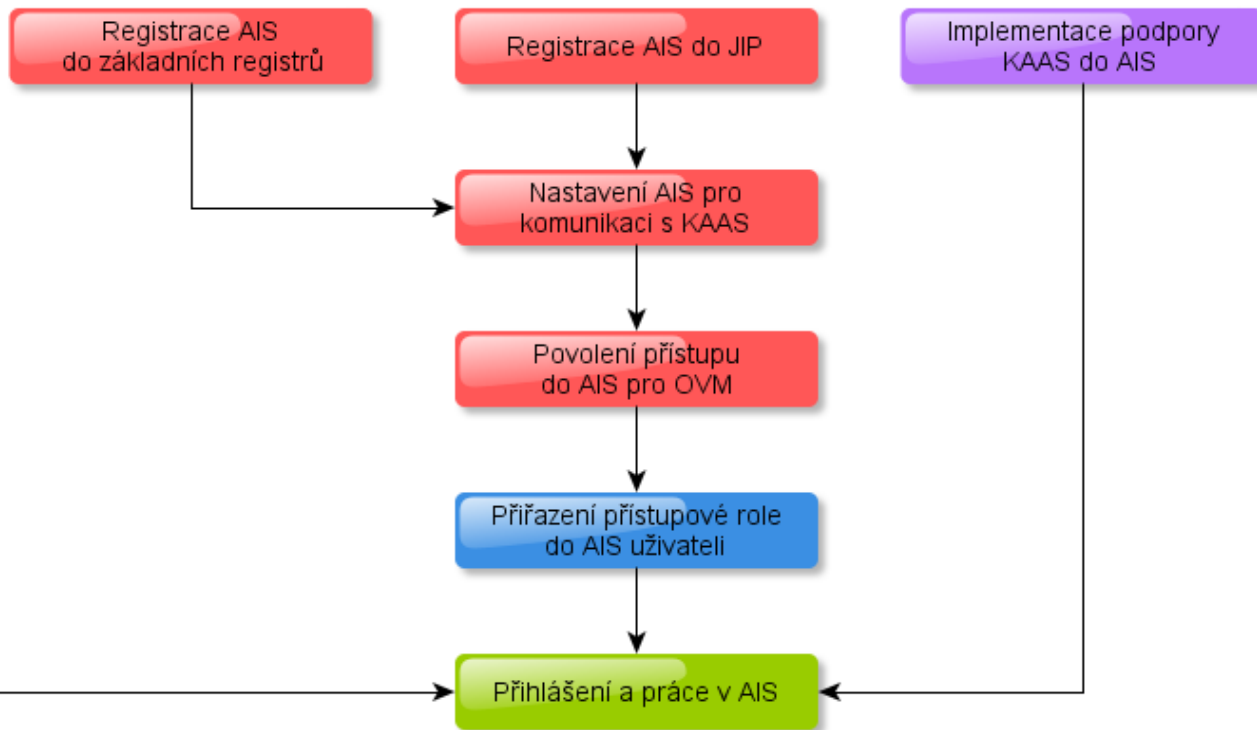 Registrace AIS
do základních registrů
Registrace AIS do JIP
Implementace podpory
KAAS do AIS
Nastavení AIS pro
komunikaci s KAAS
Povolení přístupu
do AIS pro OVM
Přiřazení přístupové role
do AIS uživateli
Přihlášení a práce v AIS